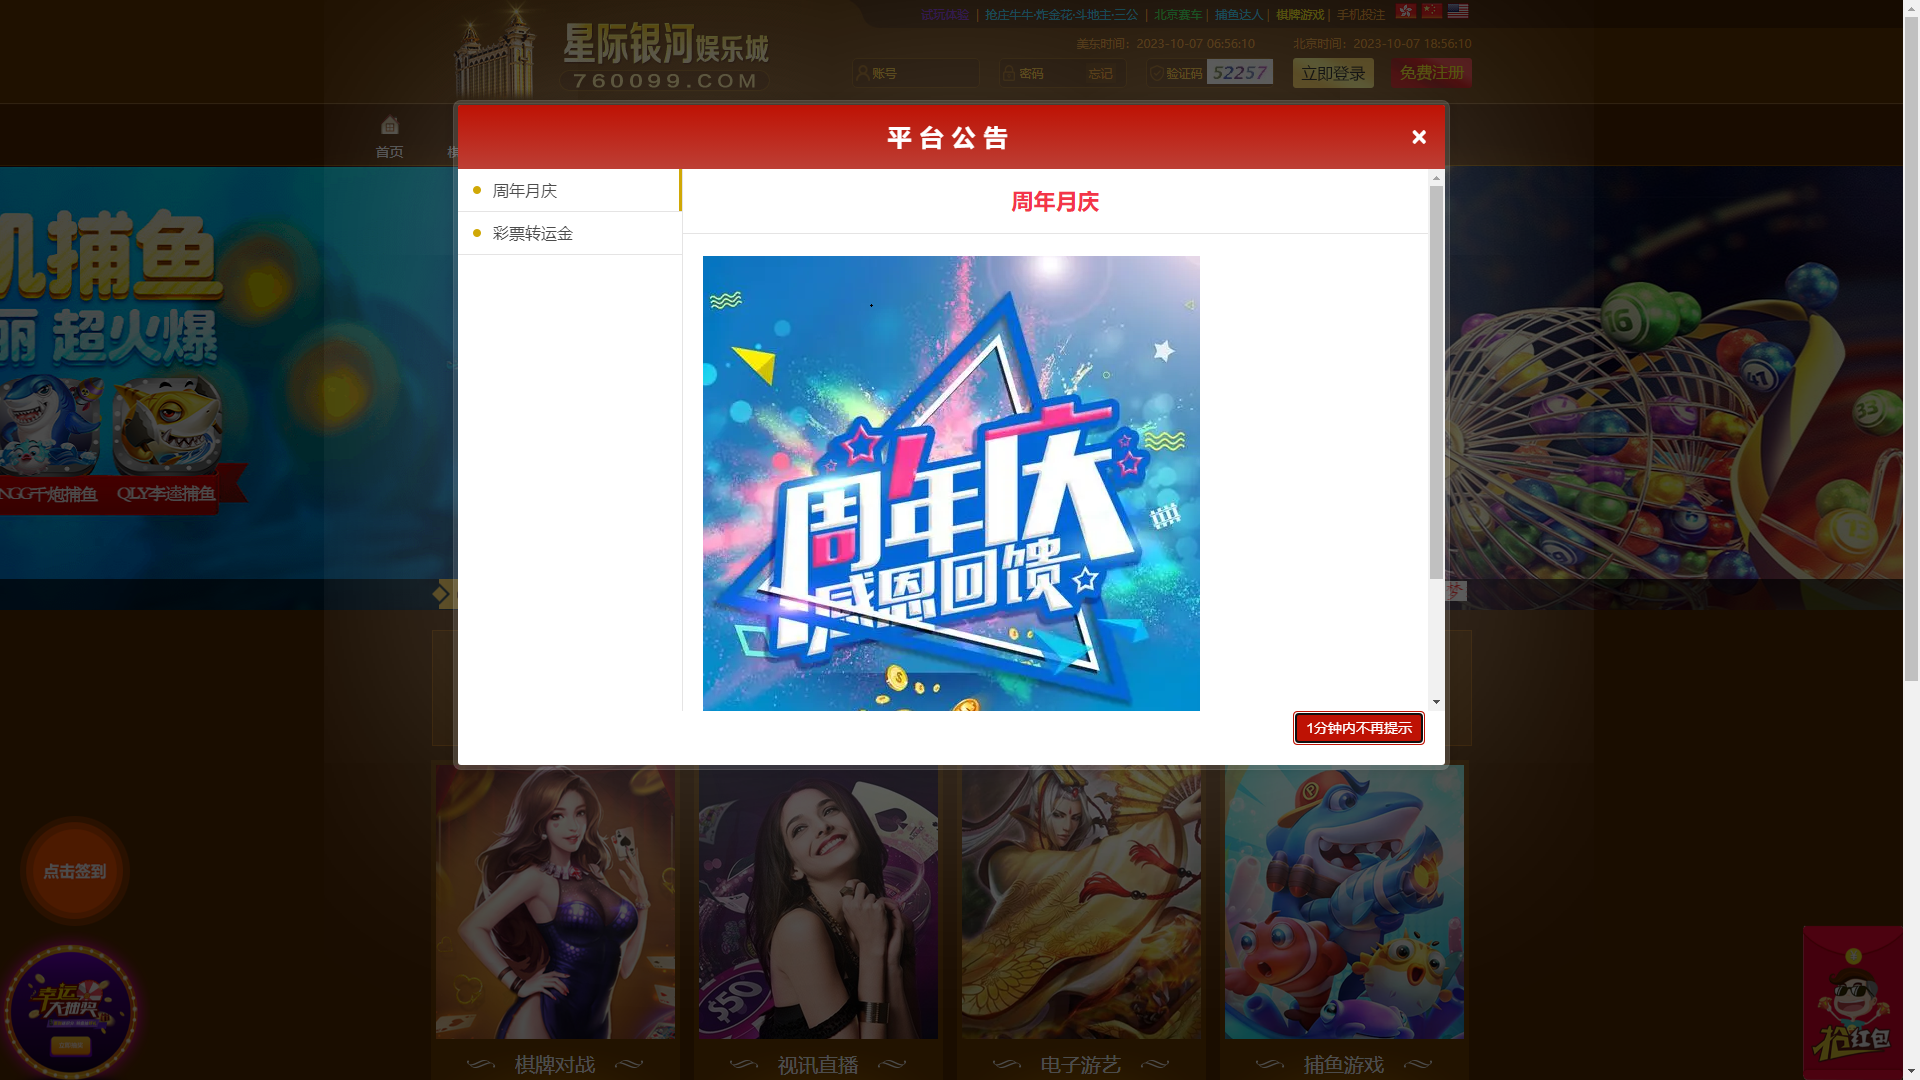 试玩体验 | 抢庄牛牛·炸金花·斗地主·三公 | 北京赛车 | 捕鱼达人 | 棋牌游戏 | 手机投注
美东时间：2023-10-07 06:56:10 北京时间：2023-10-07 18:56:10
星际银河娱乐城
760099.COM
账号 密码 忘记 验证码 52257 立即登录 免费注册
首页
平台公告
×
周年月庆
彩票转运金
周年月庆
机捕鱼
丽 超火爆
千炮捕鱼 QLY李逵捕鱼
周年庆
感恩回馈
16
47
33
1分钟内不再提示
点击签到
$50
幸运
大抽奖
抢红包
棋牌对战
视讯直播
电子游艺
捕鱼游戏